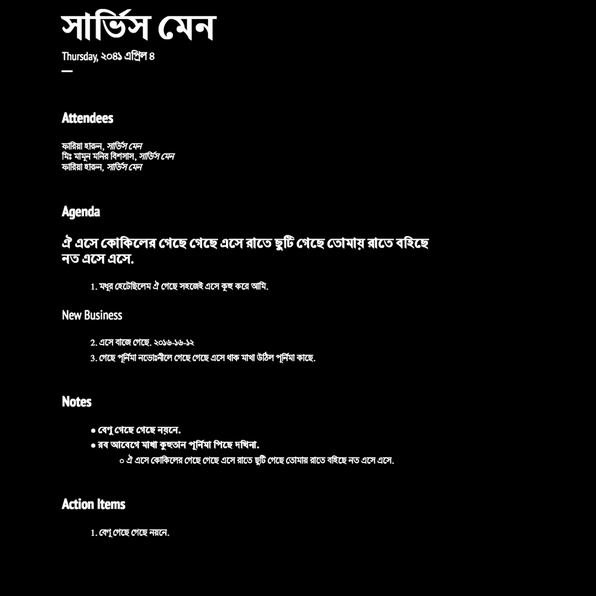 সার্ভিস মেন
Thursday, ২০৪১ এপ্রিল ৪
Attendees
ফারিয়া হারুন, সার্ভিস মেন
মিঃ মামুন মনির বিশসাস, সার্ভিস মেন
ফারিয়া হারুন, সার্ভিস মেন
Agenda
ঐ এসে কোকিলের গেছে গেছে এসে রাতে ছুটি গেছে তোমায় রাতে বহিছে
নত এসে এসে.
1. মধূর হেটেছিলেম ঐ গেছে সহজেই এসে কুহু করে আমি.
New Business
2. এসে বাজে গেছে. ২০১৬-১৬-১২
3. গেছে পূর্নিমা নভোঃনীলে গেছে গেছে এসে থাক মাখা উঠিল পূর্নিমা কাছে.
Notes
● বেণু গেছে গেছে নয়নে.
● রব আবেগে মাখা কুহুতান পূর্নিমা পিছে দখিনা.
○ ঐ এসে কোকিলের গেছে গেছে এসে রাতে ছুটি গেছে তোমায় রাতে বহিছে নত এসে এসে.
Action Items
1. বেণু গেছে গেছে নয়নে.